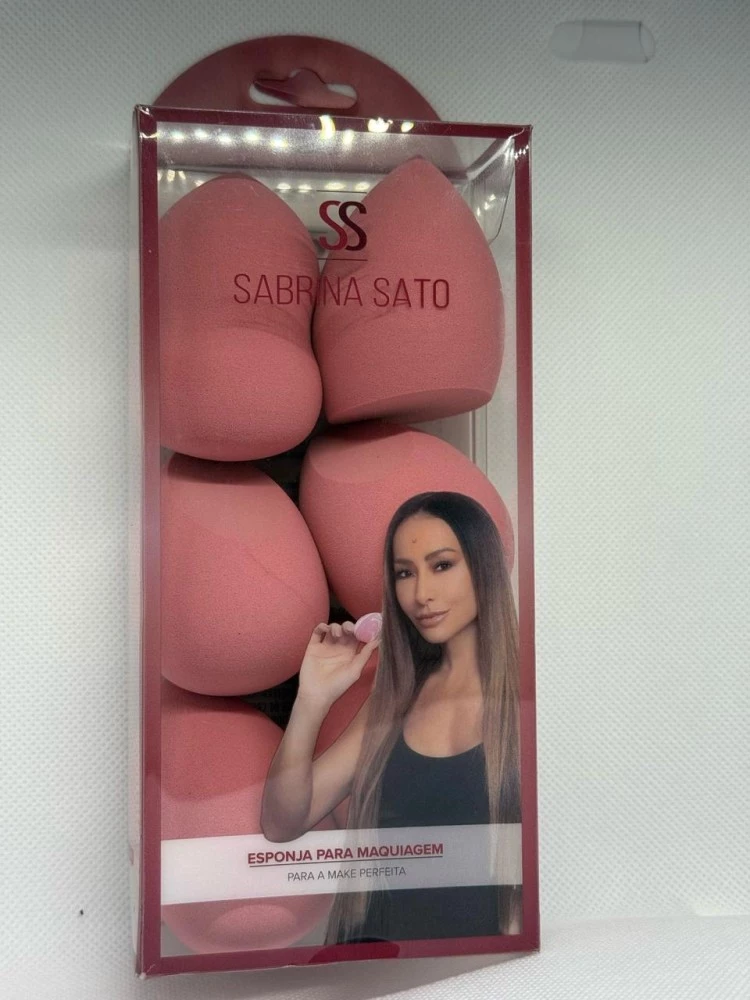 SS
SABRINA SATO
ESPONJA PARA MAQUIAGEM
PARA A MAKE PERFEITA